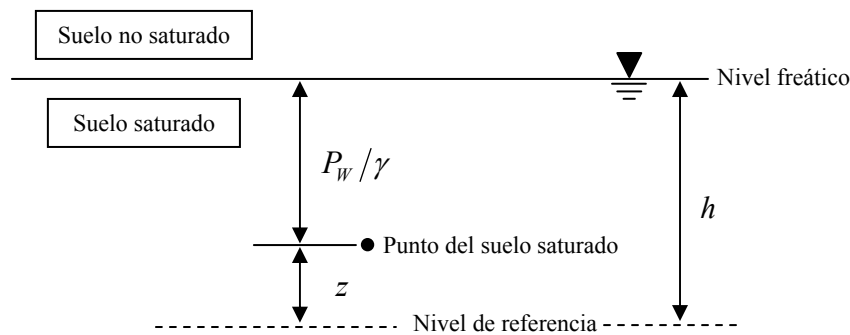 Suelo no saturado
Nivel freático
Suelo saturado
P_W/γ
h
Punto del suelo saturado
z
Nivel de referencia